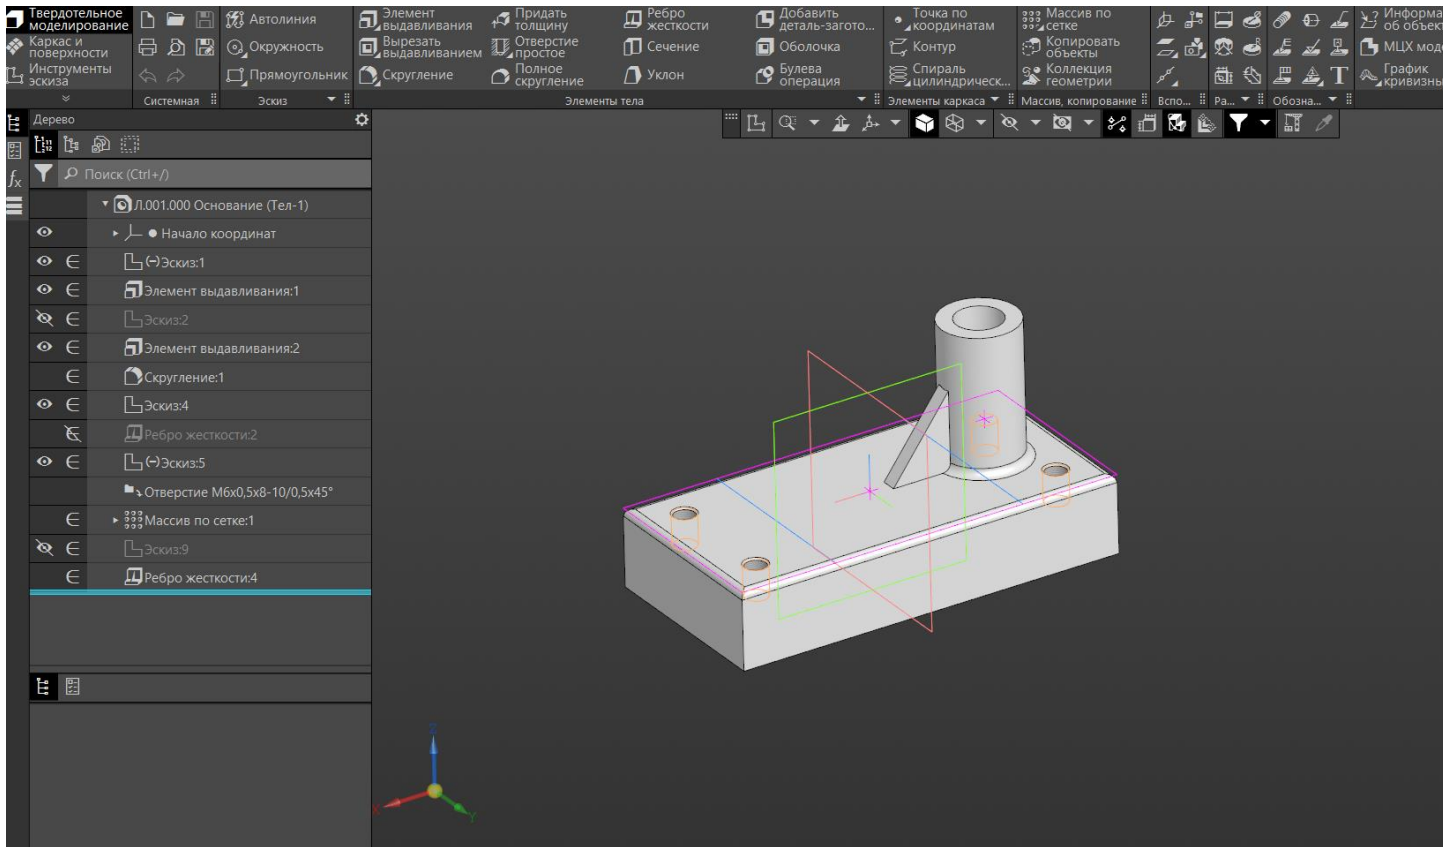 Твердотельное моделирование
Каркас и поверхности
Инструменты эскиза
Системная
Автолиния
Окружность
Прямоугольник
Эскиз
Элемент выдавливания
Вырезать выдавливанием
Скругление
Придать толщину
Отверстие простое
Полное скругление
Ребро жесткости
Сечение
Уклон
Добавить деталь-загото...
Оболочка
Булева операция
Элементы тела
Точка по координатам
Контур
Спираль цилиндрическ...
Элементы каркаса
Массив по сетке
Копировать объекты
Коллекция геометрии
Массив, копирование
Вспо...
Ра...
Обозна...
Информа
об объек
МЦХ мод
График
кривизны
Дерево
Поиск (Ctrl+/)
Л.001.000 Основание (Тел-1)
Начало координат
(-)Эскиз:1
Элемент выдавливания:1
Эскиз:2
Элемент выдавливания:2
Скругление:1
Эскиз:4
Ребро жесткости:2
(-)Эскиз:5
Отверстие М6х0,5х8-10/0,5х45°
Массив по сетке:1
Эскиз:9
Ребро жесткости:4
X
Y
Z